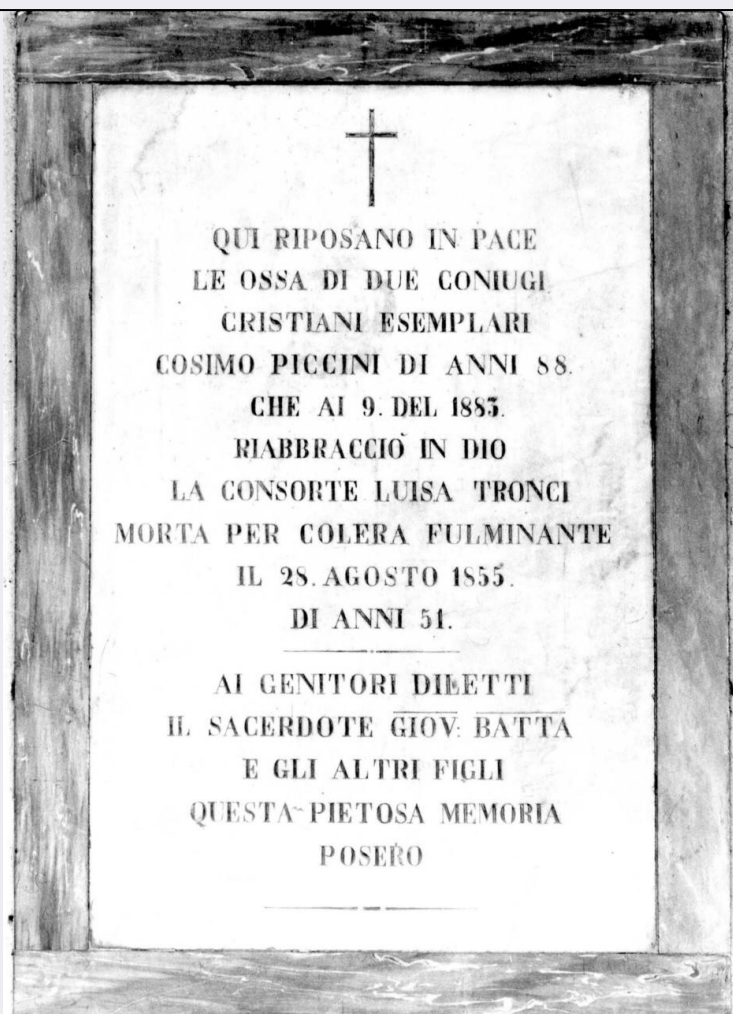 QUI RIPOSANO IN PACE
LE OSSA DI DUE CONIUGI
CRISTIANI ESEMPLARI
COSIMO PICCINI DI ANNI 88.
CHE AI 9. DEL 1883.
RIABBRACCIÒ IN DIO
LA CONSORTE LUISA TRONCI
MORTA PER COLERA FULMINANTE
IL 28. AGOSTO 1855.
DI ANNI 51.
AI GENITORI DILETTI
IL SACERDOTE GIOV: BATTA
E GLI ALTRI FIGLI
QUESTA PIETOSA MEMORIA
POSERO